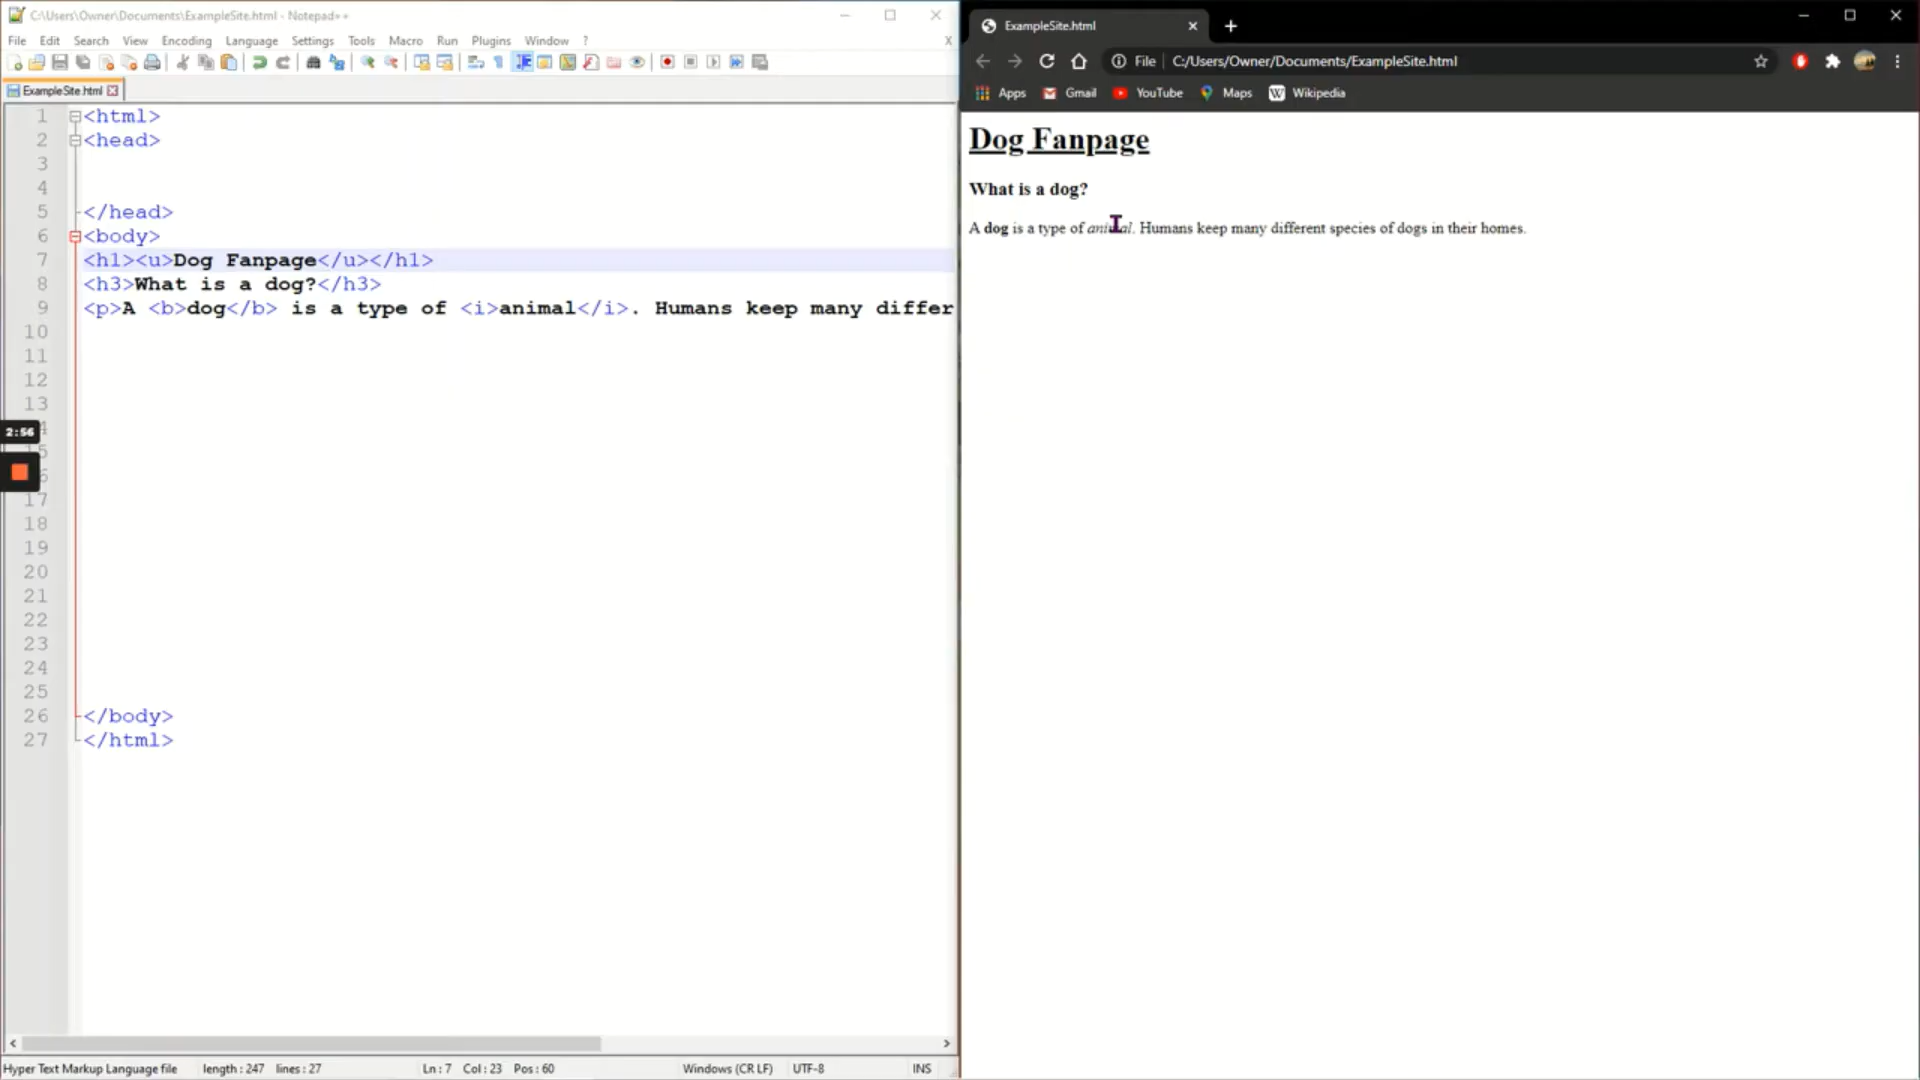 C:\Users\Owner\Documents\ExampleSite.html - Notepad++
File Edit Search View Encoding Language Settings Tools Macro Run Plugins Window ? X
ExampleSite.html
1 <html>
2 <head>
3
4
5 </head>
6 <body>
7 <h1><u>Dog Fanpage</u></h1>
8 <h3>What is a dog?</h3>
9 <p>A <b>dog</b> is a type of <i>animal</i>. Humans keep many differ
10
11
12
13
2:56
17
18
19
20
21
22
23
24
25
26 </body>
27 </html>
Hyper Text Markup Language file length : 247 lines : 27 Ln : 7 Col : 23 Pos : 60 Windows (CR LF) UTF-8 INS
ExampleSite.html
File C:/Users/Owner/Documents/ExampleSite.html
Apps Gmail YouTube Maps Wikipedia
Dog Fanpage
What is a dog?
A dog is a type of animal. Humans keep many different species of dogs in their homes.